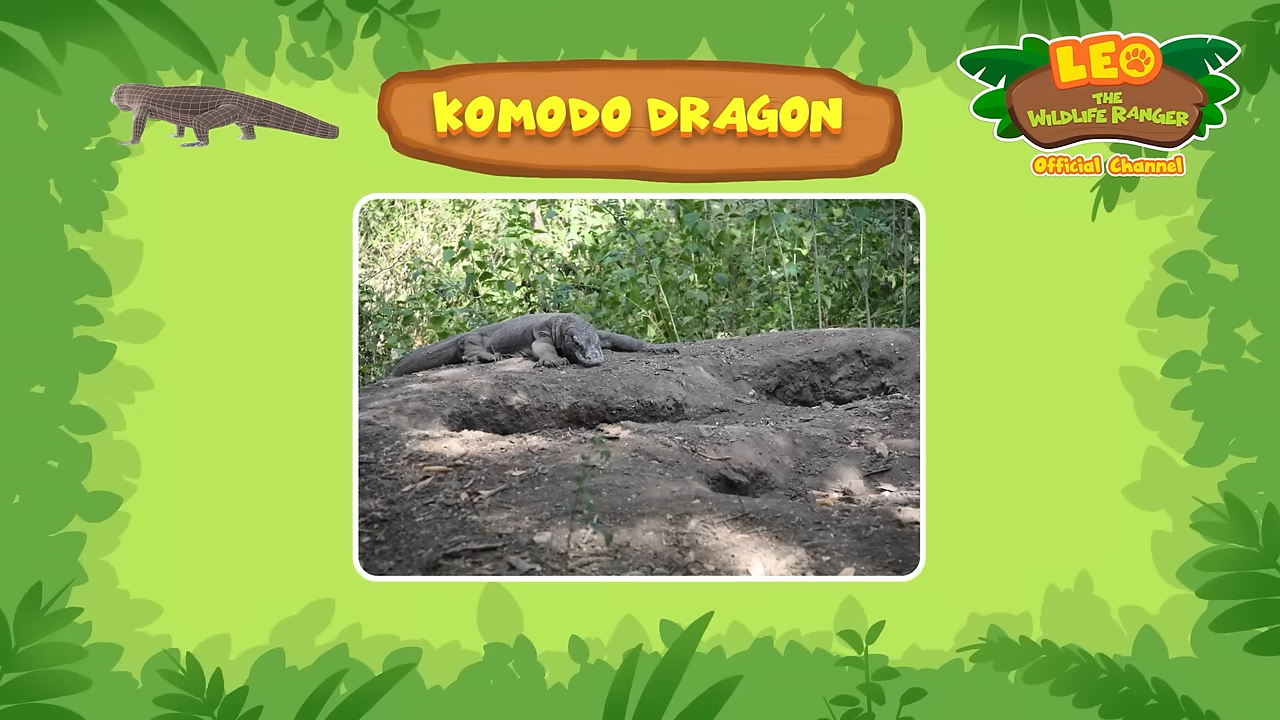 KOMODO DRAGON
LEO
THE
WILDLIFE RANGER
Official Channel